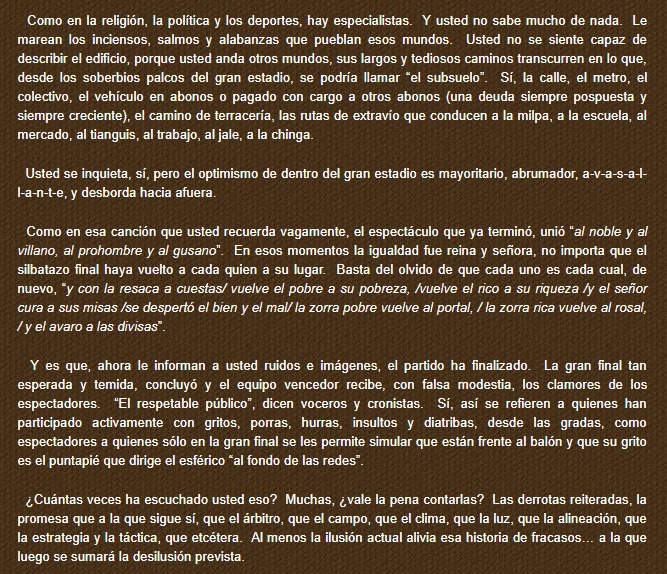 Como en la religión, la política y los deportes, hay especialistas. Y usted no sabe mucho de nada. Le
marean los inciensos, salmos y alabanzas que pueblan esos mundos. Usted no se siente capaz de
describir el edificio, porque usted anda otros mundos, sus largos y tediosos caminos transcurren en lo que,
desde los soberbios palcos del gran estadio, se podría llamar “el subsuelo”. Sí, la calle, el metro, el
colectivo, el vehículo en abonos o pagado con cargo a otros abonos (una deuda siempre pospuesta y
siempre creciente), el camino de terracería, las rutas de extravío que conducen a la milpa, a la escuela, al
mercado, al tianguis, al trabajo, al jale, a la chinga.
Usted se inquieta, sí, pero el optimismo de dentro del gran estadio es mayoritario, abrumador, a-v-a-s-a-l-
l-a-n-t-e, y desborda hacia afuera.
Como en esa canción que usted recuerda vagamente, el espectáculo que ya terminó, unió “al noble y al
villano, al prohombre y al gusano”. En esos momentos la igualdad fue reina y señora, no importa que el
silbatazo final haya vuelto a cada quien a su lugar. Basta del olvido de que cada uno es cada cual, de
nuevo, “y con la resaca a cuestas/ vuelve el pobre a su pobreza, /vuelve el rico a su riqueza /y el señor
cura a sus misas /se despertó el bien y el mal/ la zorra pobre vuelve al portal, / la zorra rica vuelve al rosal,
/ y el avaro a las divisas”.
Y es que, ahora le informan a usted ruidos e imágenes, el partido ha finalizado. La gran final tan
esperada y temida, concluyó y el equipo vencedor recibe, con falsa modestia, los clamores de los
espectadores. “El respetable público”, dicen voceros y cronistas. Sí, así se refieren a quienes han
participado activamente con gritos, porras, hurras, insultos y diatribas, desde las gradas, como
espectadores a quienes sólo en la gran final se les permite simular que están frente al balón y que su grito
es el puntapié que dirige el esférico “al fondo de las redes”.
¿Cuántas veces ha escuchado usted eso? Muchas, ¿vale la pena contarlas? Las derrotas reiteradas, la
promesa que a la que sigue sí, que el árbitro, que el campo, que el clima, que la luz, que la alineación, que
la estrategia y la táctica, que etcétera. Al menos la ilusión actual alivia esa historia de fracasos… a la que
luego se sumará la desilusión prevista.